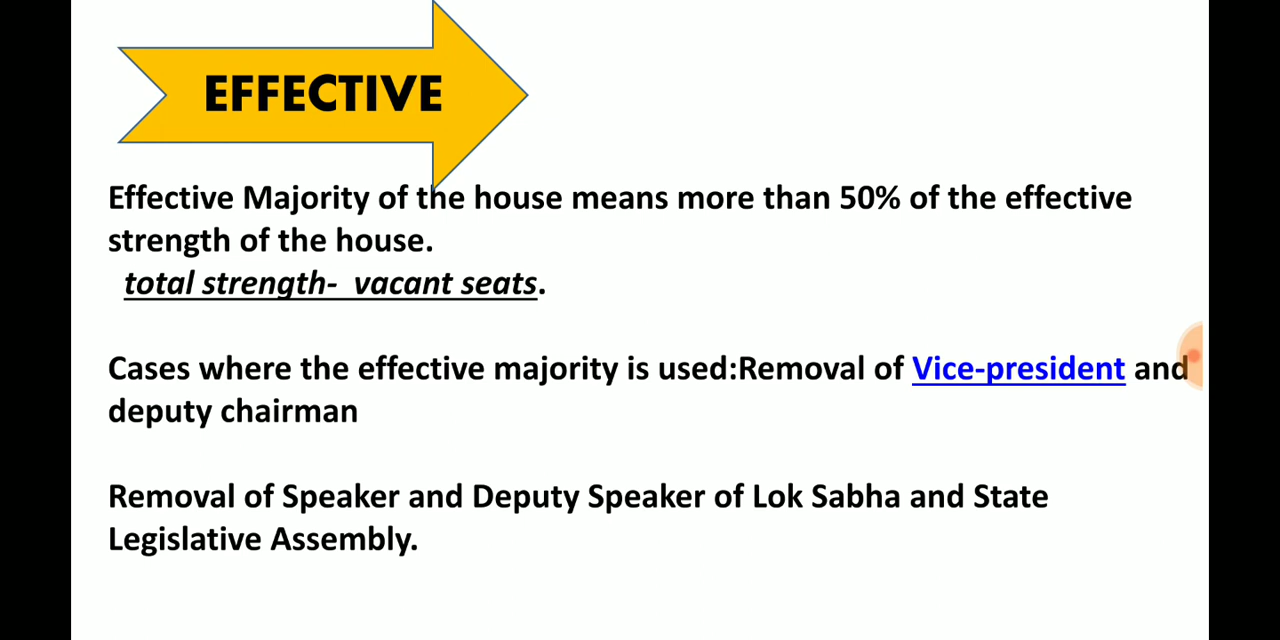 EFFECTIVE
Effective Majority of the house means more than 50% of the effective
strength of the house.
total strength-  vacant seats.
Cases where the effective majority is used:Removal of Vice-president and
deputy chairman
Removal of Speaker and Deputy Speaker of Lok Sabha and State
Legislative Assembly.